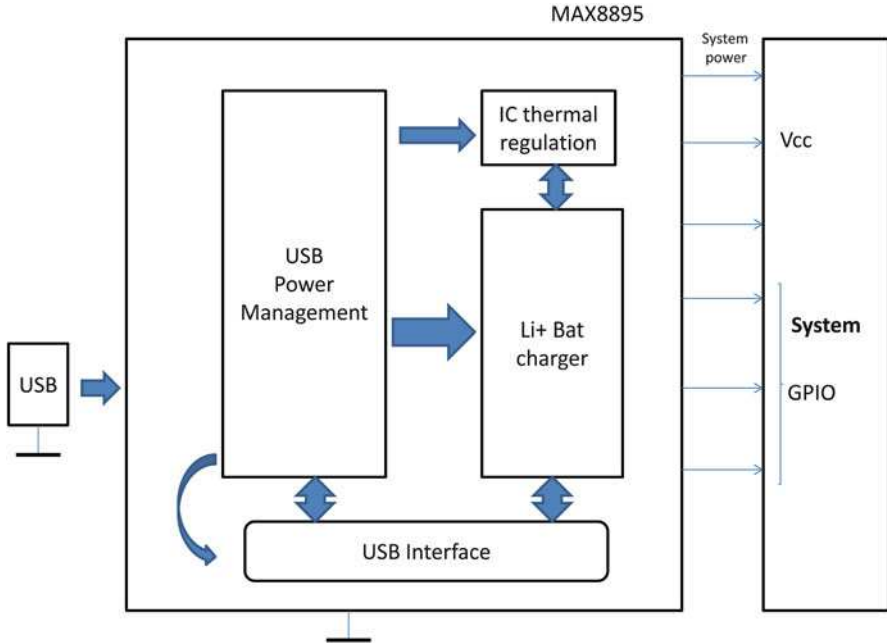 MAX8895
System
power
IC thermal
regulation
Vcc
USB
Power
Management
Li+ Bat
charger
System
USB
GPIO
USB Interface